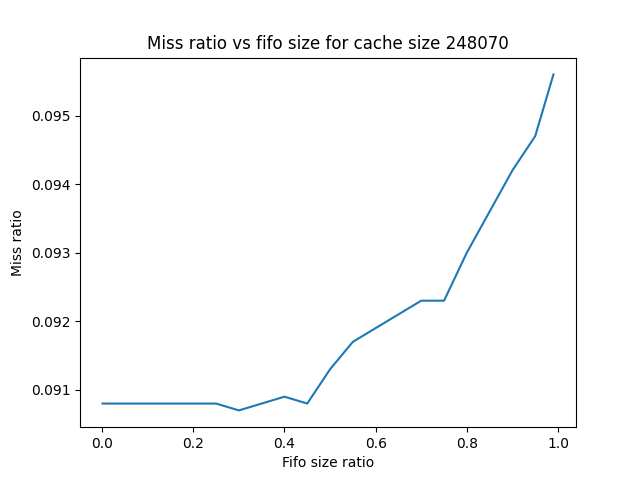 Miss ratio vs fifo size for cache size 248070
Miss ratio
0.095
0.094
0.093
0.092
0.091
0.0 0.2 0.4 0.6 0.8 1.0
Fifo size ratio